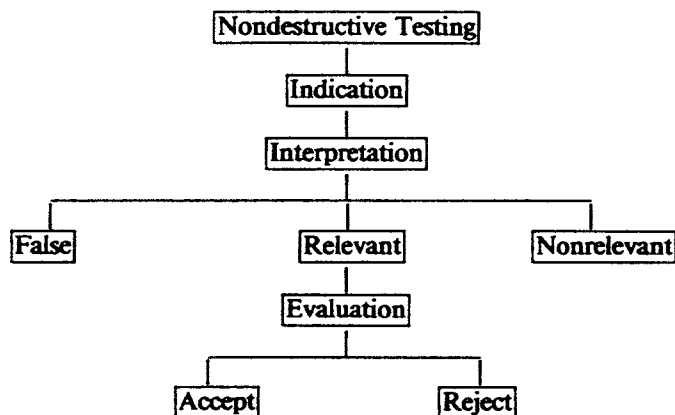 Nondestructive Testing
Indication
Interpretation
False
Relevant
Nonrelevant
Evaluation
Accept
Reject